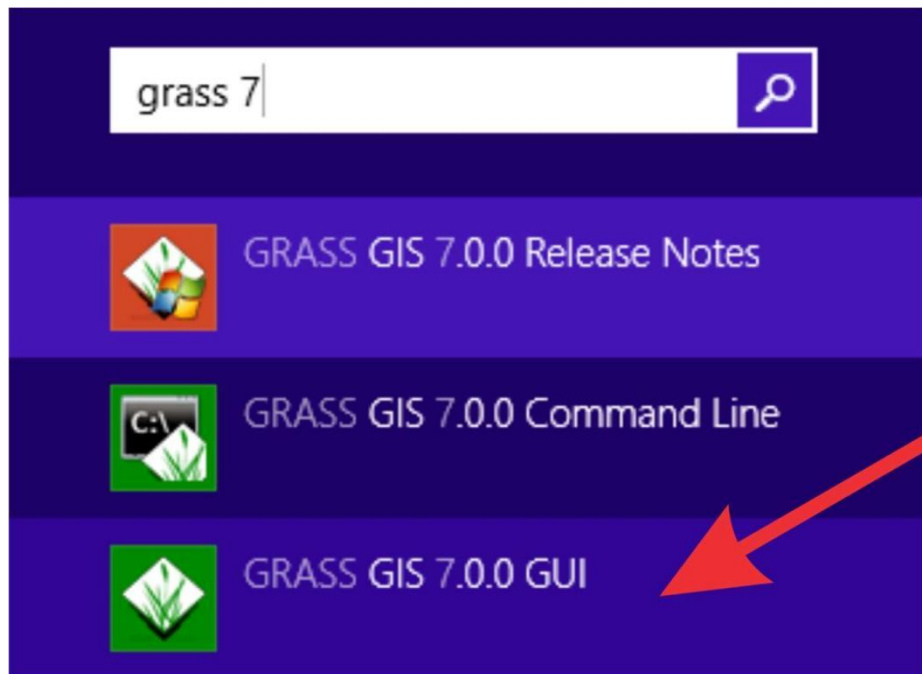 grass 7
GRASS GIS 7.0.0 Release Notes
C:\
GRASS GIS 7.0.0 Command Line
GRASS GIS 7.0.0 GUI